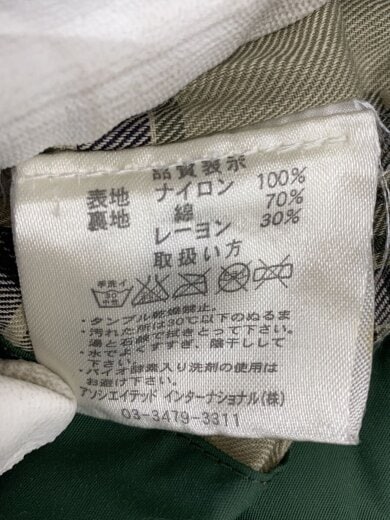 品質表示
表地 ナイロン 100%
裏地 綿 70%
レーヨン 30%
取扱い方
手洗イ
30
・タンブル乾燥禁止。
・汚れた所は30℃以下のぬるま
湯と石鹸で拭きとって下さい。
・水でよくすすぎ、陰干しして
下さい。
・バイオ酵素入り洗剤の使用は
お避け下さい。
アソシエイテッド インターナショナル(株)
03-3479-3311